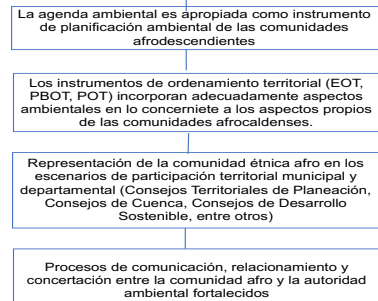 La agenda ambiental es apropiada como instrumento
de planificación ambiental de las comunidades
afrodescendientes
Los instrumentos de ordenamiento territorial (EOT,
PBOT, POT) incorporan adecuadamente aspectos
ambientales en lo concerniete a los aspectos propios
de las comunidades afrocaldenses.
Representación de la comunidad étnica afro en los
escenarios de participación territorial municipal y
departamental (Consejos Territoriales de Planeación,
Consejos de Cuenca, Consejos de Desarrollo
Sostenible, entre otros)
Procesos de comunicación, relacionamiento y
concertación entre la comunidad afro y la autoridad
ambiental fortalecidos